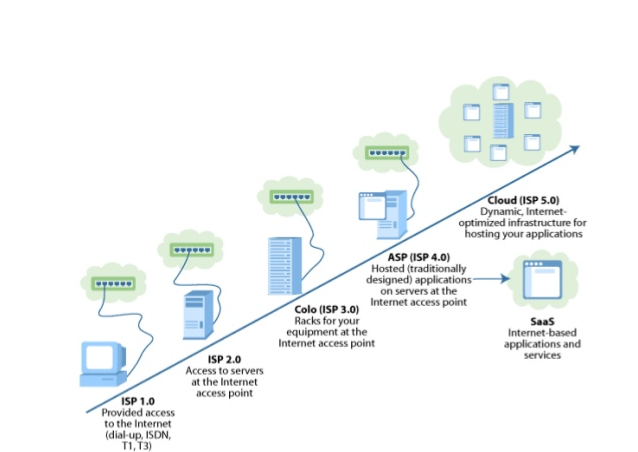 Cloud (ISP 5.0)
Dynamic, Internet-
optimized infrastructure for
hosting your applications
ASP (ISP 4.0)
Hosted (traditionally
designed) applications
on servers at the
Internet access point
Colo (ISP 3.0)
Racks for your
equipment at the
Internet access point
SaaS
Internet-based
applications and
services
ISP 2.0
Access to servers
at the Internet
access point
ISP 1.0
Provided access
to the Internet
(dial-up, ISDN,
T1,T3)